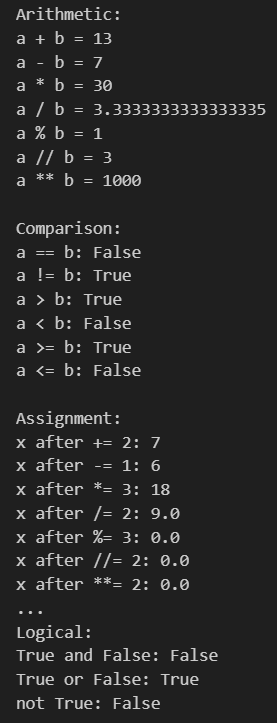 Arithmetic:
a + b = 13
a - b = 7
a * b = 30
a / b = 3.3333333333333335
a % b = 1
a // b = 3
a ** b = 1000

Comparison:
a == b: False
a != b: True
a > b: True
a < b: False
a >= b: True
a <= b: False

Assignment:
x after += 2: 7
x after -= 1: 6
x after *= 3: 18
x after /= 2: 9.0
x after %= 3: 0.0
x after //= 2: 0.0
x after **= 2: 0.0
...
Logical:
True and False: False
True or False: True
not True: False